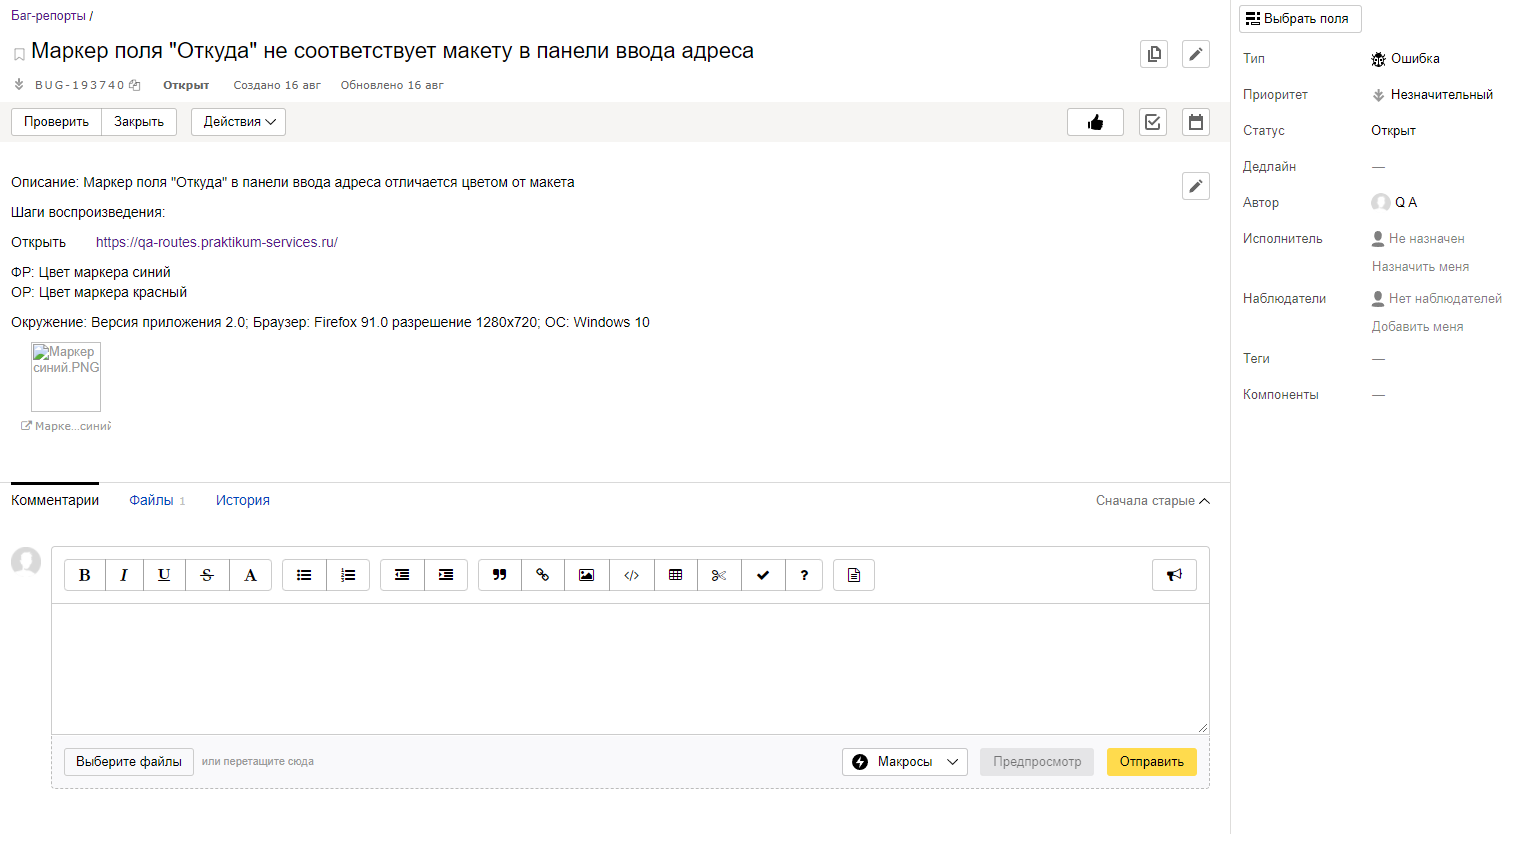 Баг-репорты /
Маркер поля "Откуда" не соответствует макету в панели ввода адреса
BUG-193740 Открыт Создано 16 авг Обновлено 16 авг
Проверить Закрыть Действия
Описание: Маркер поля "Откуда" в панели ввода адреса отличается цветом от макета
Шаги воспроизведения:
Открыть https://qa-routes.praktikum-services.ru/
ФР: Цвет маркера синий
ОР: Цвет маркера красный
Окружение: Версия приложения 2.0; Браузер: Firefox 91.0 разрешение 1280x720; ОС: Windows 10
Маркер
синий.PNG
Марке...синий
Комментарии Файлы 1 История Сначала старые
B I U S A
</> ?
Выберите файлы или перетащите сюда Макросы Предпросмотр Отправить
Выбрать поля
Тип Ошибка
Приоритет Незначительный
Статус Открыт
Дедлайн —
Автор Q A
Исполнитель Не назначен
Назначить меня
Наблюдатели Нет наблюдателей
Добавить меня
Теги —
Компоненты —